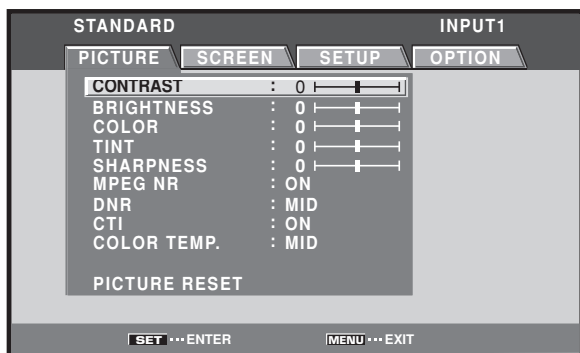 STANDARD INPUT1
PICTURE SCREEN SETUP OPTION
CONTRAST : 0
BRIGHTNESS : 0
COLOR : 0
TINT : 0
SHARPNESS : 0
MPEG NR : ON
DNR : MID
CTI : ON
COLOR TEMP. : MID
PICTURE RESET
SET ··· ENTER MENU ··· EXIT